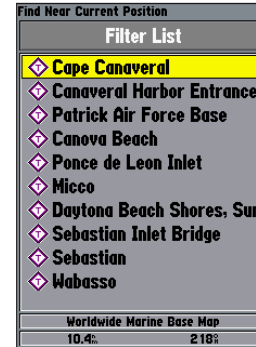 Find Near Current Position
Filter List
Cape Canaveral
Canaveral Harbor Entrance
Patrick Air Force Base
Canova Beach
Ponce de Leon Inlet
Micco
Daytona Beach Shores, Sun
Sebastian Inlet Bridge
Sebastian
Wabasso
Worldwide Marine Base Map
10.4 218°